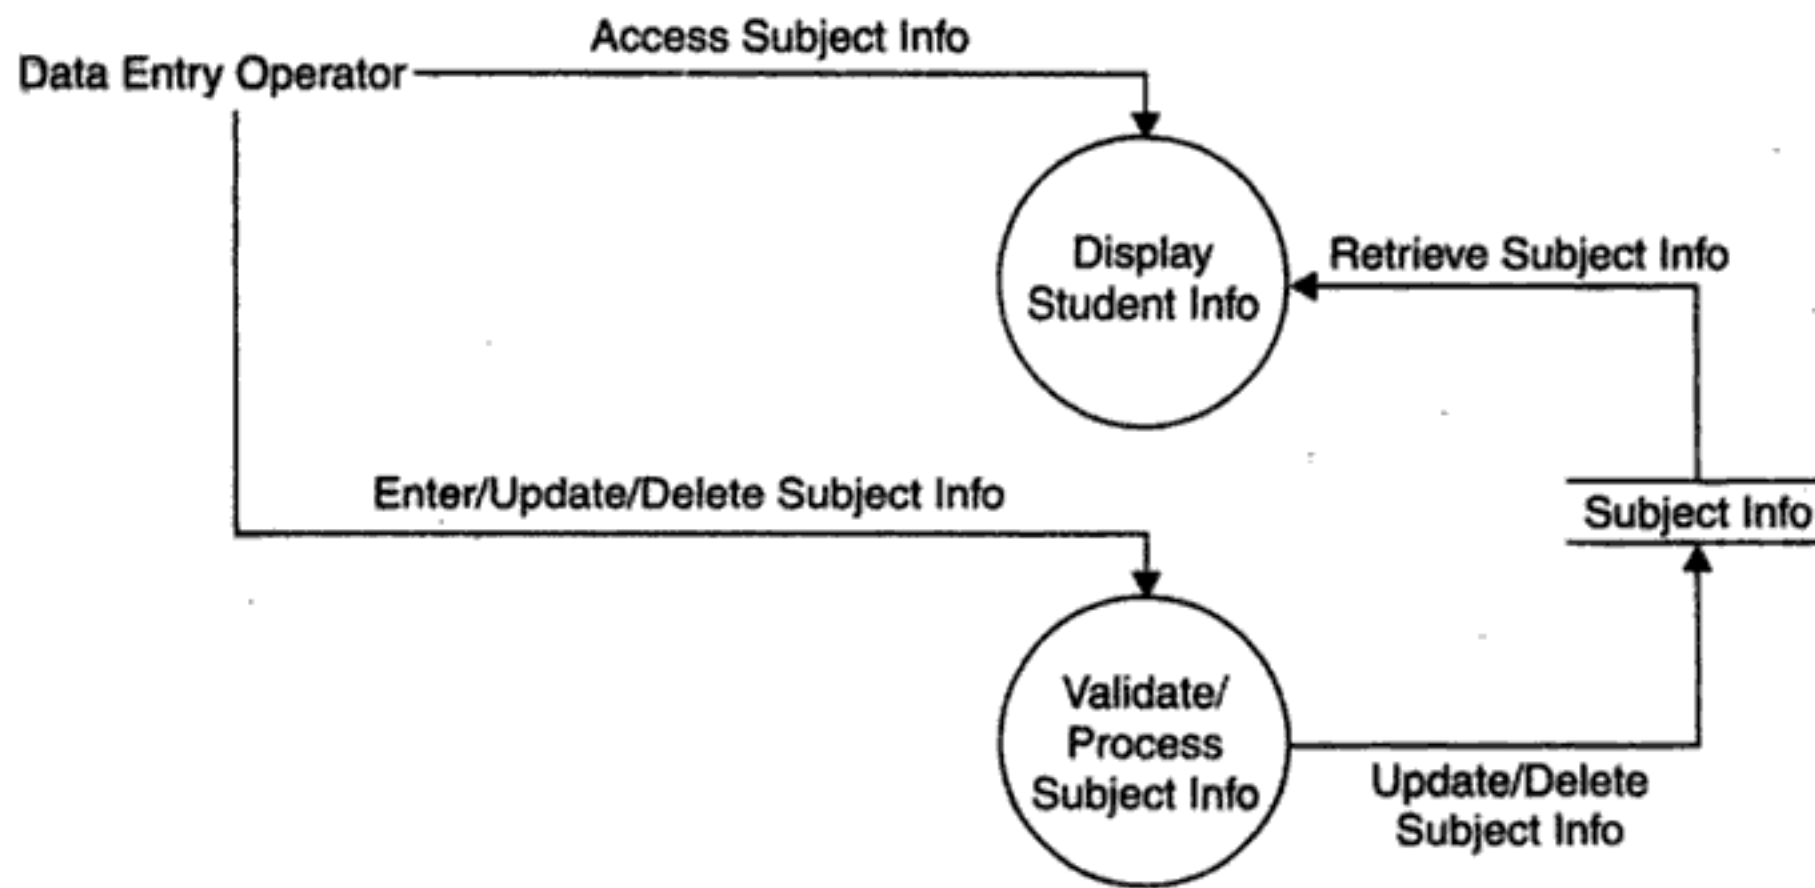 Access Subject Info
Data Entry Operator
Display
Student Info
Retrieve Subject Info
Enter/Update/Delete Subject Info
Subject Info
Validate/
Process
Subject Info
Update/Delete
Subject Info